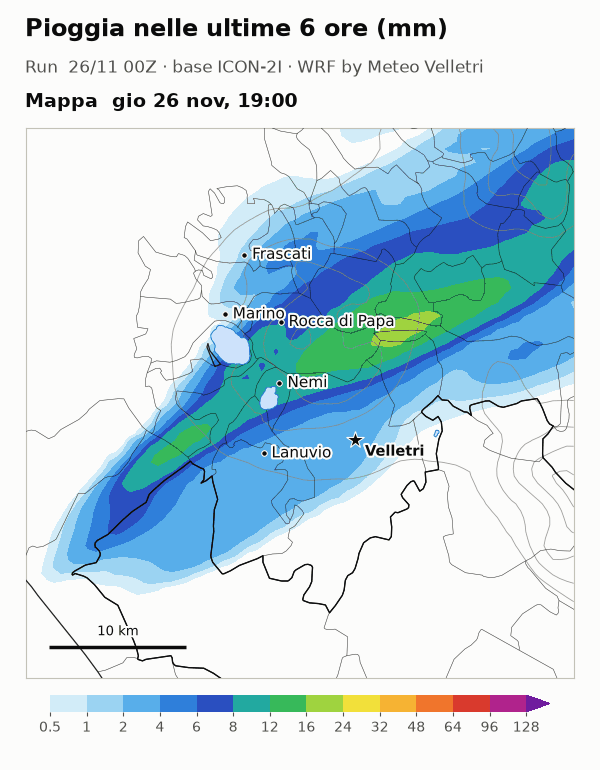 Pioggia nelle ultime 6 ore (mm)
Run  26/11 00Z · base ICON-2I · WRF by Meteo Velletri
Mappa  gio 26 nov, 19:00
Frascati
Marino
Rocca di Papa
Nemi
Velletri
Lanuvio
10 km
0.5 1 2 4 6 8 12 16 24 32 48 64 96 128